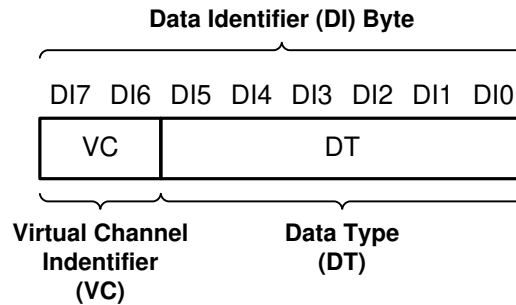 Data Identifier (DI) Byte
DI7 DI6 DI5 DI4 DI3 DI2 DI1 DI0
VC DT
Virtual Channel Indentifier (VC)
Data Type (DT)